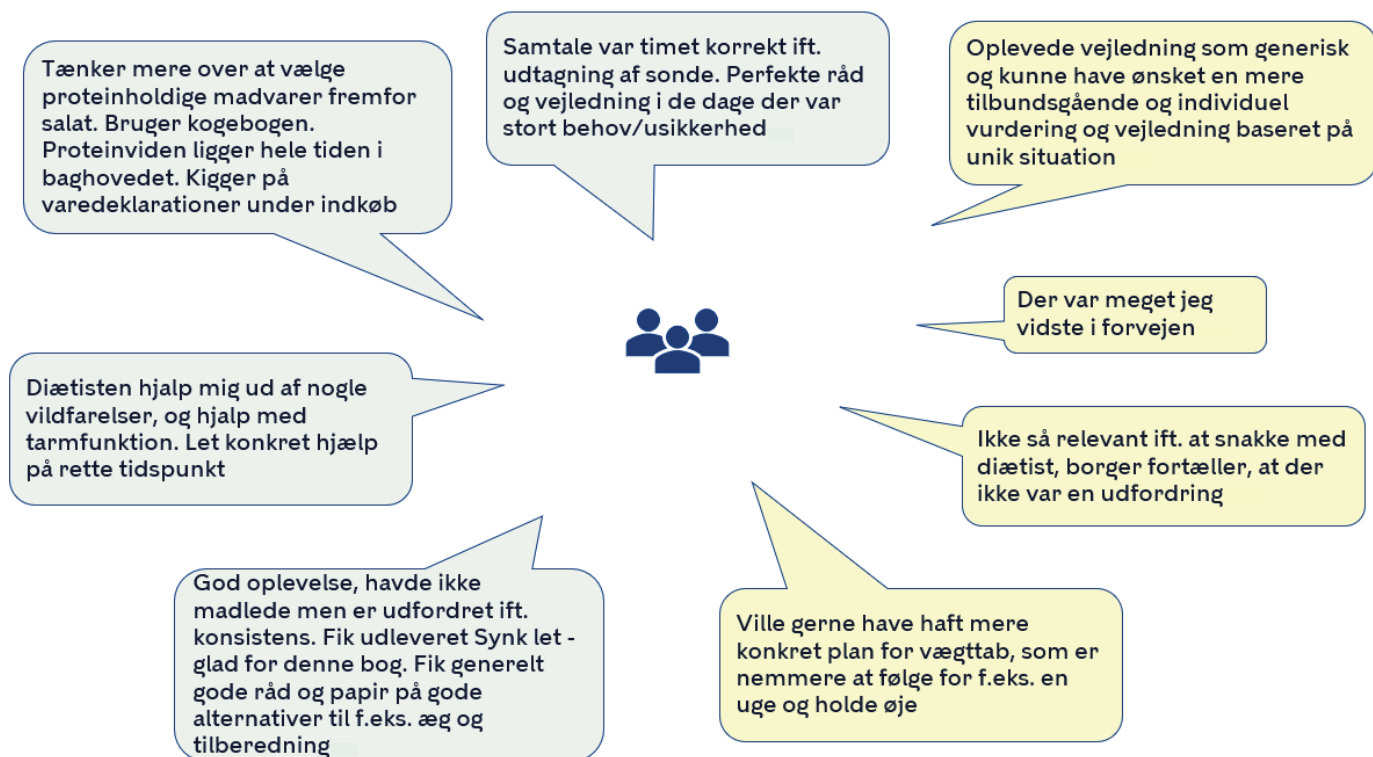 Tænker mere over at vælge
proteinholdige madvarer fremfor
salat. Bruger kogebogen.
Proteinviden ligger hele tiden i
baghovedet. Kigger på
varedeklarationer under indkøb
Samtale var timet korrekt ift.
udtagning af sonde. Perfekte råd
og vejledning i de dage der var
stort behov/usikkerhed
Oplevede vejledning som generisk
og kunne have ønsket en mere
tilbundsgående og individuel
vurdering og vejledning baseret på
unik situation
Der var meget jeg
vidste i forvejen
Diætisten hjalp mig ud af nogle
vildfarelser, og hjalp med
tarmfunktion. Let konkret hjælp
på rette tidspunkt
Ikke så relevant ift. at snakke med
diætist, borger fortæller, at der
ikke var en udfordring
God oplevelse, havde ikke
madlede men er udfordret ift.
konsistens. Fik udleveret Synk let -
glad for denne bog. Fik generelt
gode råd og papir på gode
alternativer til f.eks. æg og
tilberedning
Ville gerne have haft mere
konkret plan for vægttab, som er
nemmere at følge for f.eks. en
uge og holde øje